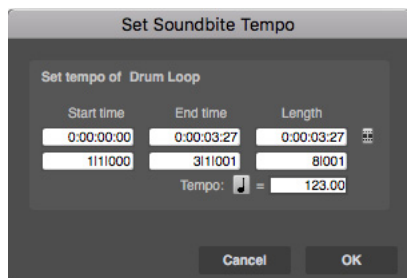 Set Soundbite Tempo
Set tempo of Drum Loop
Start time End time Length
0:00:00:00 0:00:03:27 0:00:03:27
1|1|000 3|1|001 8|001
Tempo: = 123.00
Cancel OK